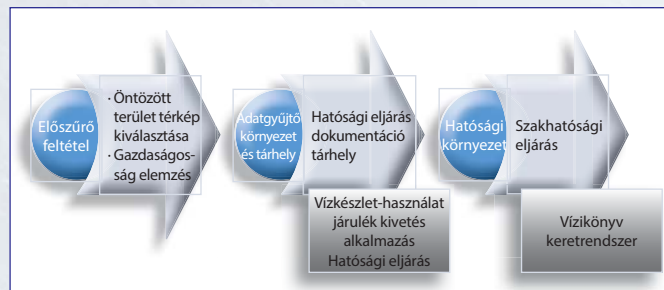 Előszűrő
feltétel
· Öntözött
terület térkép
kiválasztása
· Gazdaságos-
ság elemzés
Adatgyűjtő
környezet
és tárhely
Hatósági eljárás
dokumentáció
tárhely
Hatósági
környezet
Szakhatósági
eljárás
Vízkészlet-használat
járulék kivetés
alkalmazás
Hatósági eljárás
Vízikönyv
keretrendszer